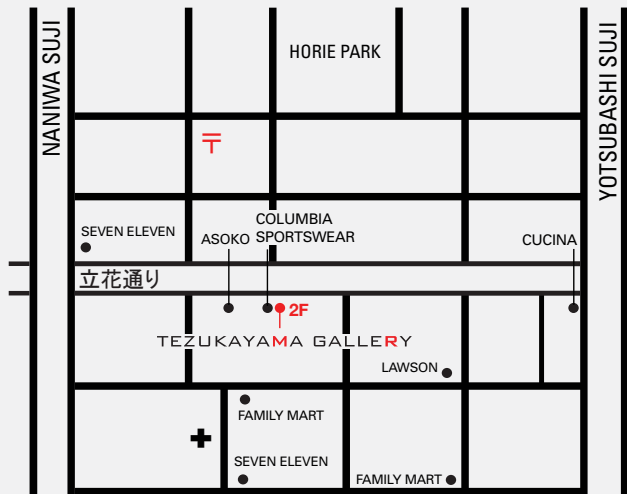 NANIWA SUJI
HORIE PARK
YOTSUBASHI SUJI
〒
SEVEN ELEVEN
ASOKO
COLUMBIA
SPORTSWEAR
CUCINA
立花通り
2F
TEZUKAYAMA GALLERY
LAWSON
FAMILY MART
SEVEN ELEVEN
FAMILY MART